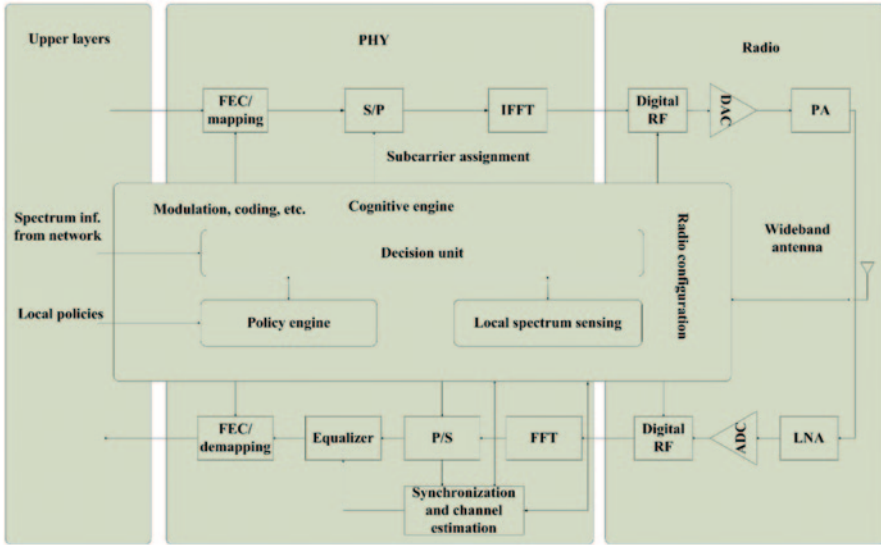 Upper layers
PHY
Radio
FEC/
mapping
S/P
IFFT
Digital
RF
DAC
PA
Subcarrier assignment
Modulation, coding, etc.
Cognitive engine
Spectrum inf.
from network
Decision unit
Radio configuration
Wideband
antenna
Local policies
Policy engine
Local spectrum sensing
FEC/
demapping
Equalizer
P/S
FFT
Digital
RF
ADC
LNA
Synchronization
and channel
estimation